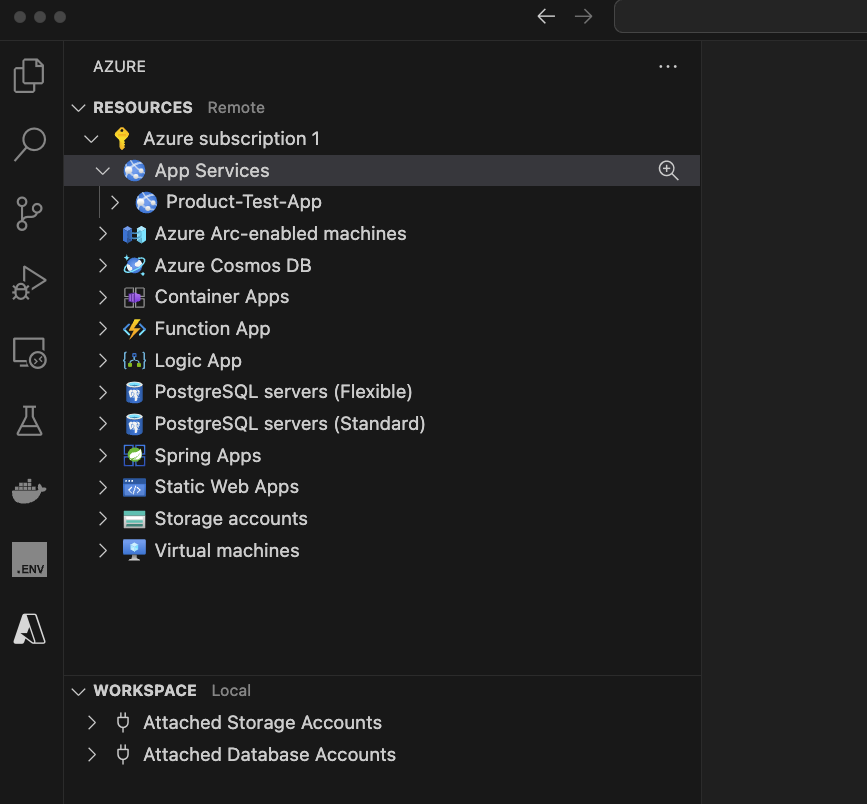 AZURE
RESOURCES Remote
Azure subscription 1
App Services
Product-Test-App
Azure Arc-enabled machines
Azure Cosmos DB
Container Apps
Function App
Logic App
PostgreSQL servers (Flexible)
PostgreSQL servers (Standard)
Spring Apps
Static Web Apps
Storage accounts
Virtual machines
.ENV
WORKSPACE Local
Attached Storage Accounts
Attached Database Accounts